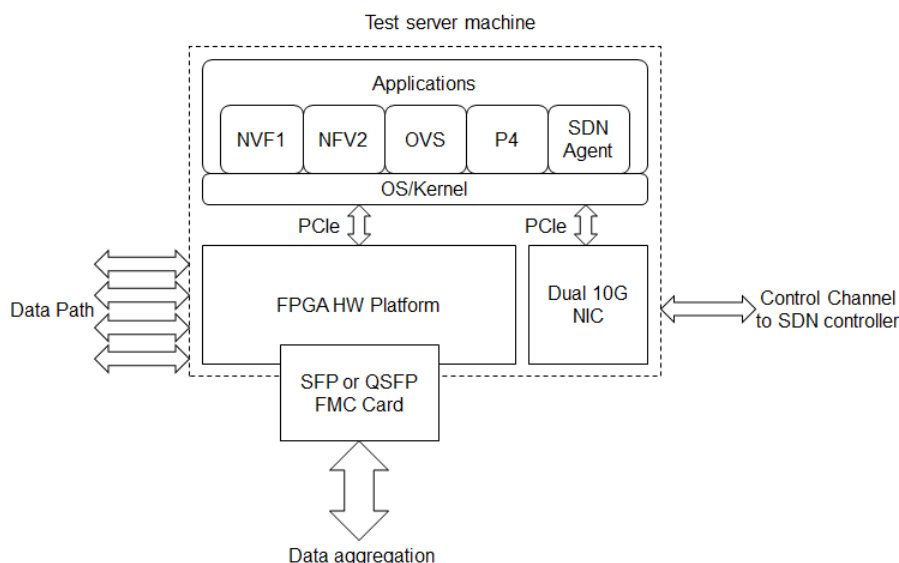 Test server machine
Applications
NVF1
NFV2
OVS
P4
SDN
Agent
OS/Kernel
PCIe
PCIe
Data Path
FPGA HW Platform
Dual 10G
NIC
Control Channel
to SDN controller
SFP or QSFP
FMC Card
Data aggregation